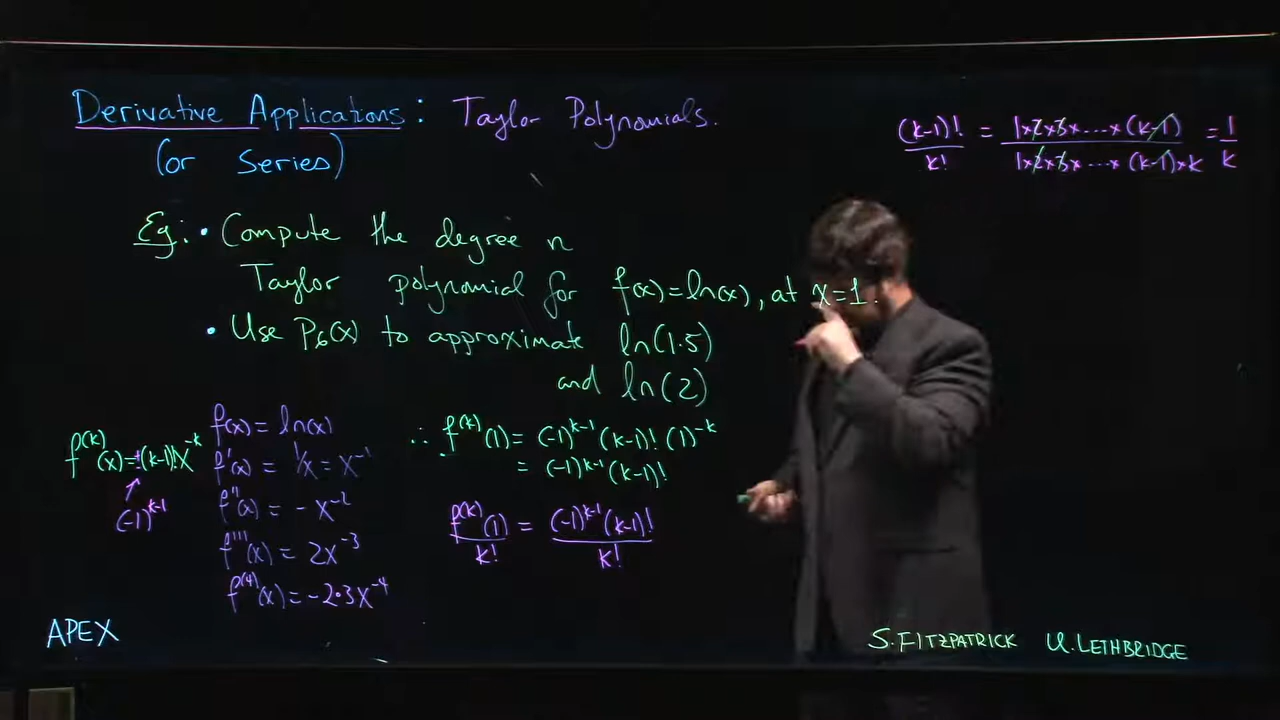 Derivative Applications: Taylor Polynomials.
(or Series)
(k-1)!/k! = 1×2×3×⋯×(k-1)/1×2×3×⋯×(k-1)×k = 1/k
Eg: • Compute the degree n
Taylor polynomial for f(x)=ln(x), at x=1.
• Use P₆(x) to approximate ln(1.5)
and ln(2)
f⁽ᵏ⁾(x)=±(k-1)!x⁻ᵏ
↑
(-1)ᵏ⁻¹
f(x) = ln(x)
f'(x) = 1/x = x⁻¹
f''(x) = -x⁻²
f'''(x) = 2x⁻³
f⁽⁴⁾(x) = -2·3x⁻⁴
∴ f⁽ᵏ⁾(1) = (-1)ᵏ⁻¹(k-1)!(1)⁻ᵏ
= (-1)ᵏ⁻¹(k-1)!
f⁽ᵏ⁾(1)/k! = (-1)ᵏ⁻¹(k-1)!/k!
APEX
S.FITZPATRICK U.LETHBRIDGE